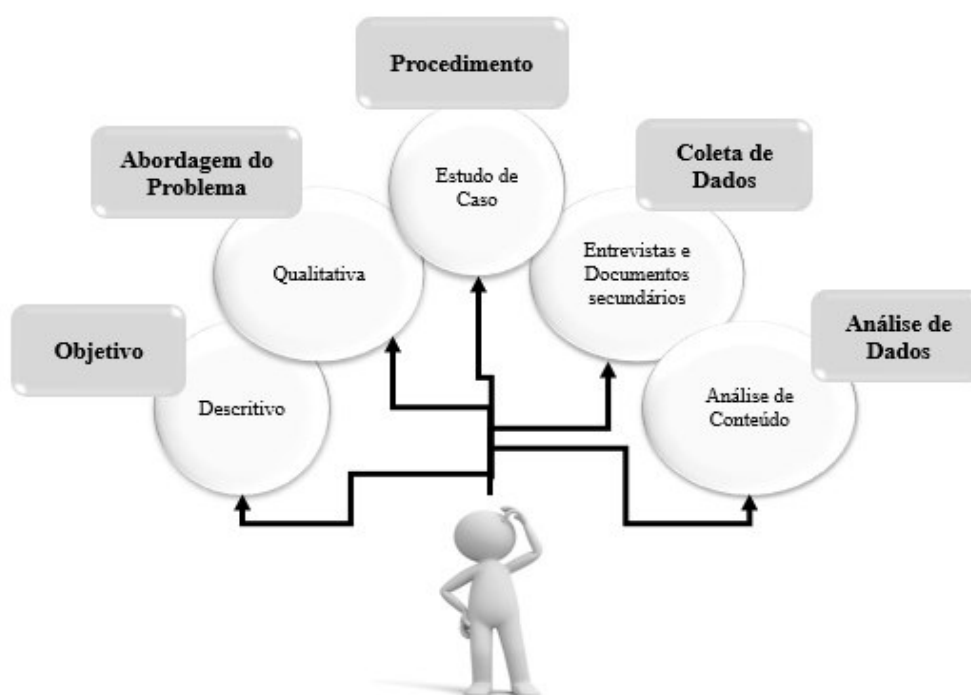 Procedimento
Estudo de
Caso
Abordagem do
Problema
Qualitativa
Coleta de
Dados
Entrevistas e
Documentos
secundários
Objetivo
Descritivo
Análise de
Dados
Análise de
Conteúdo